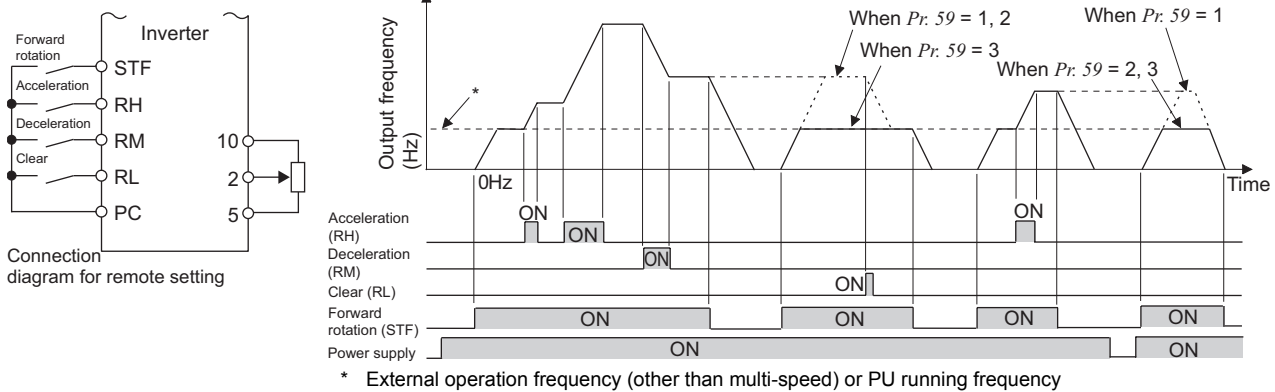 Inverter
Forward
rotation
STF
Acceleration
RH
Deceleration
RM
Clear
RL
PC
10
2
5
Connection
diagram for remote setting
Output frequency
(Hz)
*
When Pr. 59 = 1, 2
When Pr. 59 = 3
When Pr. 59 = 1
When Pr. 59 = 2, 3
0Hz
Time
Acceleration
(RH)
ON
ON
ON
Deceleration
(RM)
ON
Clear (RL)
ON
Forward
rotation (STF)
ON
ON
ON
ON
Power supply
ON
ON
* External operation frequency (other than multi-speed) or PU running frequency